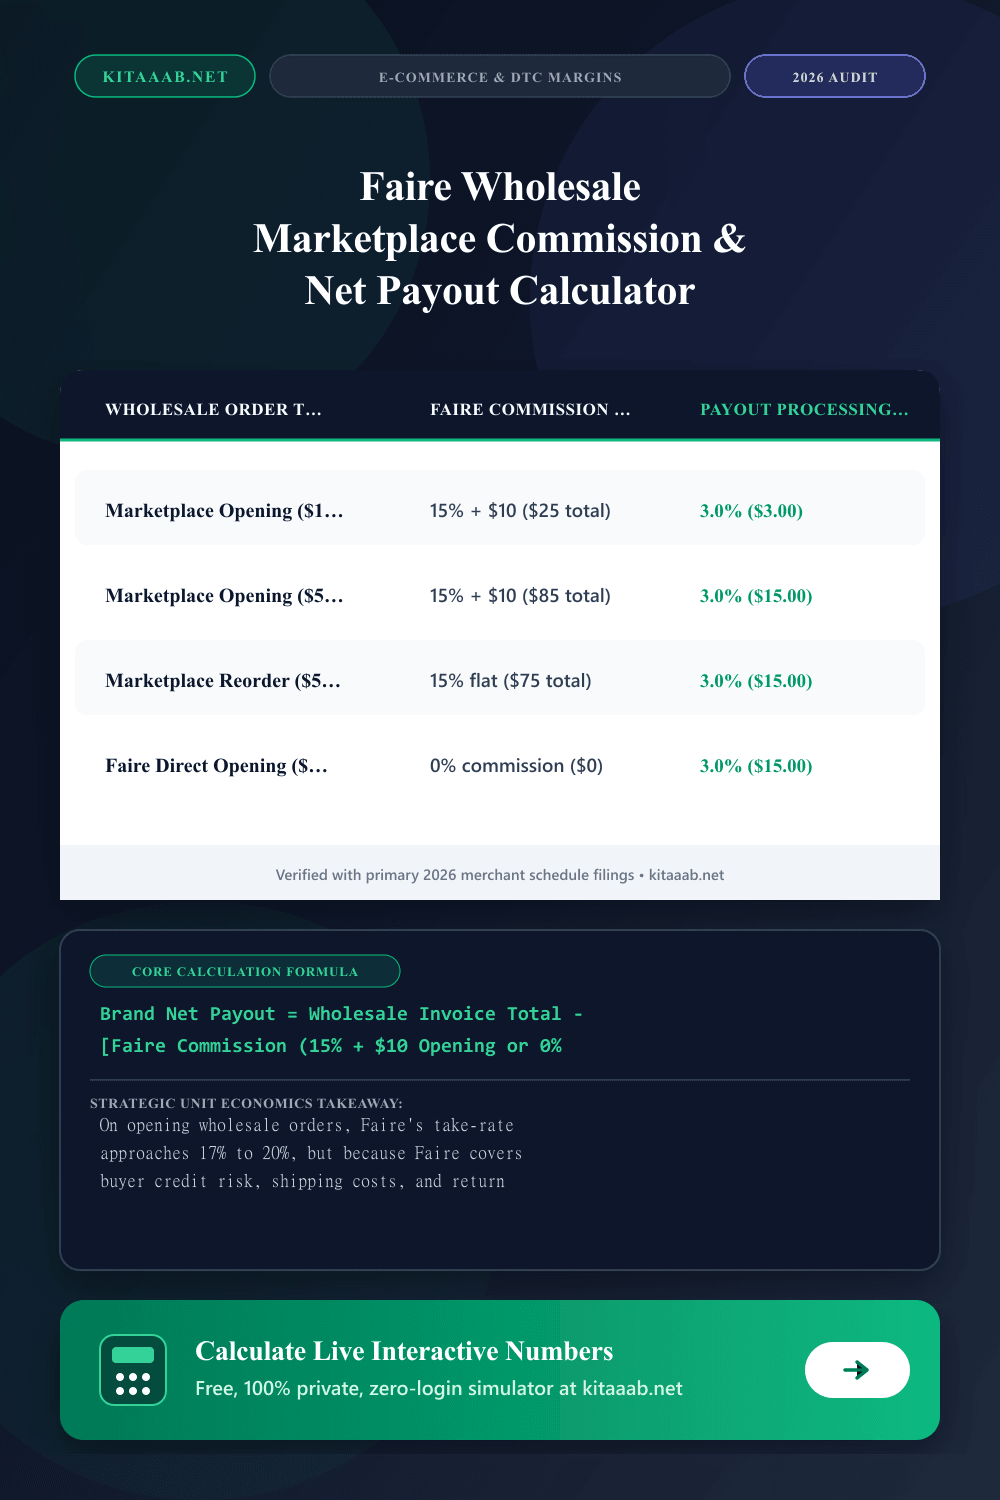 KITAAAB.NET
E-COMMERCE & DTC MARGINS
2026 AUDIT
Faire Wholesale
Marketplace Commission &
Net Payout Calculator
WHOLESALE ORDER T... FAIRE COMMISSION ... PAYOUT PROCESSING...
Marketplace Opening ($1... 15% + $10 ($25 total) 3.0% ($3.00)
Marketplace Opening ($5... 15% + $10 ($85 total) 3.0% ($15.00)
Marketplace Reorder ($5... 15% flat ($75 total) 3.0% ($15.00)
Faire Direct Opening ($... 0% commission ($0) 3.0% ($15.00)
Verified with primary 2026 merchant schedule filings • kitaaab.net
CORE CALCULATION FORMULA
Brand Net Payout = Wholesale Invoice Total -
[Faire Commission (15% + $10 Opening or 0%
STRATEGIC UNIT ECONOMICS TAKEAWAY:
On opening wholesale orders, Faire's take-rate
approaches 17% to 20%, but because Faire covers
buyer credit risk, shipping costs, and return
Calculate Live Interactive Numbers
Free, 100% private, zero-login simulator at kitaaab.net